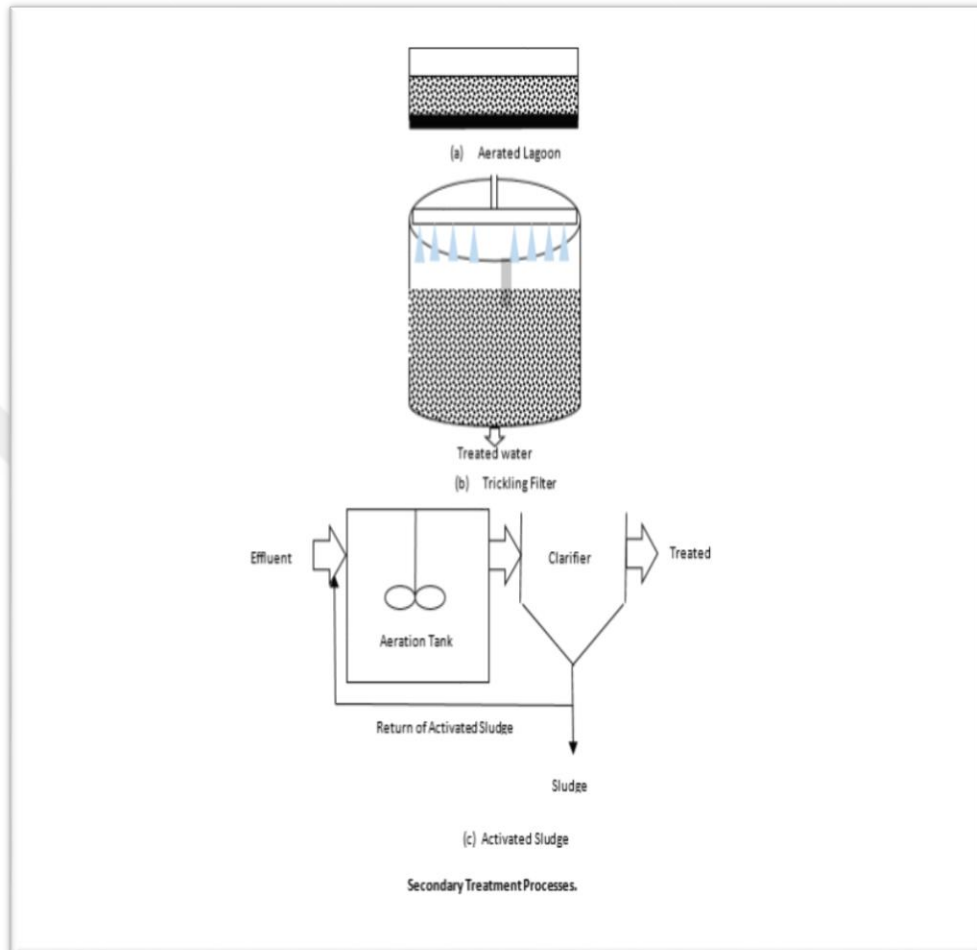 (a) Aerated Lagoon
Treated water
(b) Trickling Filter
Effluent
Clarifier
Treated
Aeration Tank
Return of Activated Sludge
Sludge
(c) Activated Sludge
Secondary Treatment Processes.